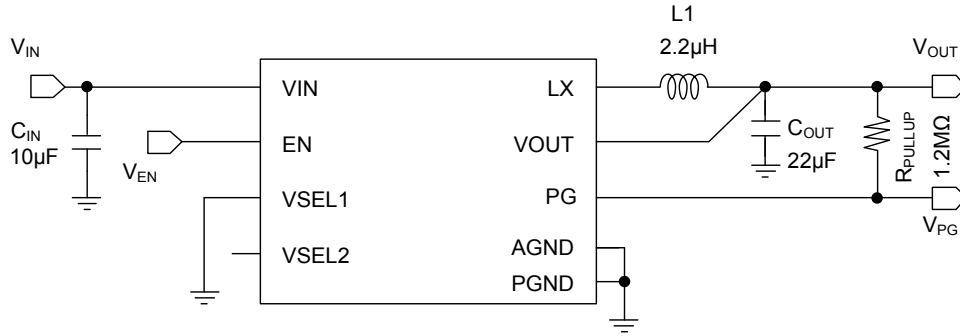 L1
2.2µH
VIN
VOUT
VIN
LX
CIN
10µF
EN
VOUT
COUT
22µF
RPULLUP
1.2MΩ
VEN
VSEL1
PG
VPG
VSEL2
AGND
PGND